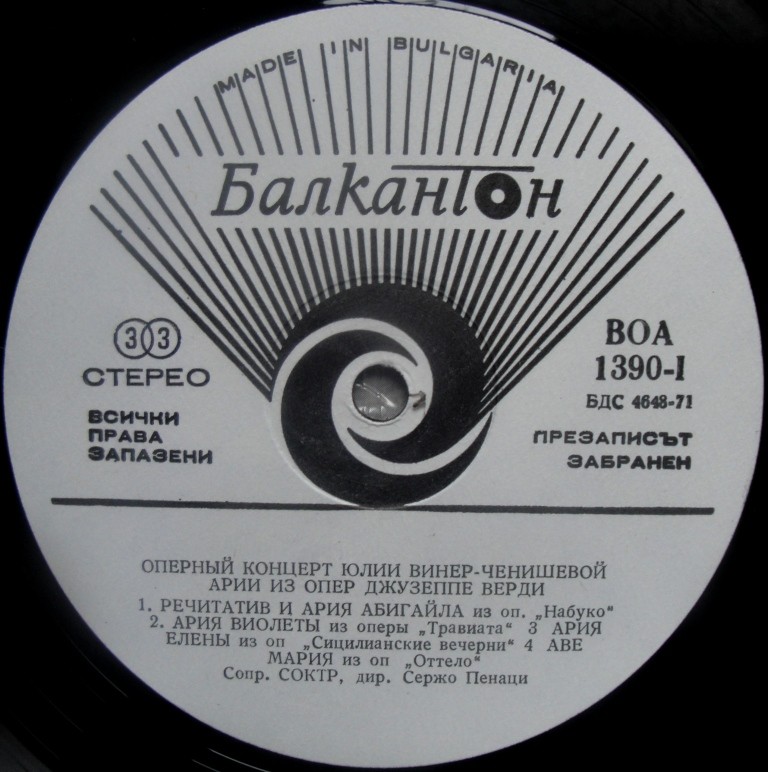 MADE IN BULGARIA
Балкантон
33
СТЕРЕО
ВСИЧКИ
ПРАВА
ЗАПАЗЕНИ
ВОА
1390-I
БДС 4648-71
ПРЕЗАПИСЪТ
ЗАБРАНЕН
ОПЕРНЫЙ КОНЦЕРТ ЮЛИИ ВИНЕР-ЧЕНИШЕВОЙ
АРИИ ИЗ ОПЕР ДЖУЗЕППЕ ВЕРДИ
1. РЕЧИТАТИВ И АРИЯ АБИГАЙЛА из оп. „Набуко“
2. АРИЯ ВИОЛЕТЫ из оперы „Травиата“ 3 АРИЯ
ЕЛЕНЫ из оп „Сицилианские вечерни“ 4 АВЕ
МАРИЯ из оп „Оттело“
Сопр. СОКТР, дир. Сержо Пенаци